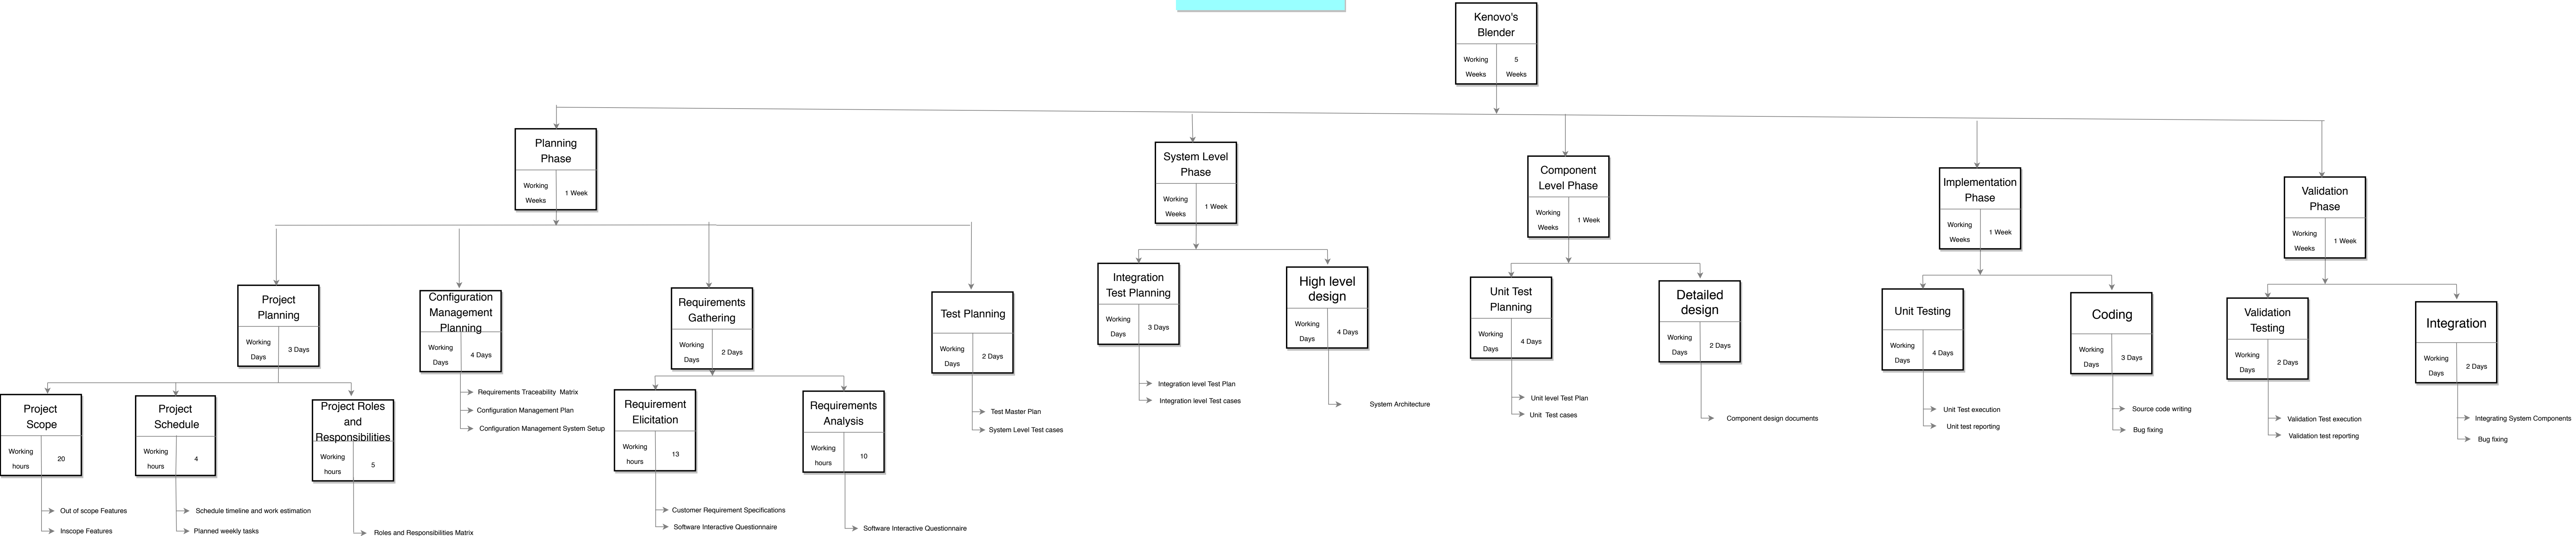 Kenovo's
Blender
Working
Weeks
5
Weeks
Planning
Phase
Working
Weeks
1 Week
System Level
Phase
Working
Weeks
1 Week
Component
Level Phase
Working
Weeks
1 Week
Implementation
Phase
Working
Weeks
1 Week
Validation
Phase
Working
Weeks
1 Week
Project
Planning
Working
Days
3 Days
Configuration
Management
Planning
Working
Days
4 Days
Requirements
Gathering
Working
Days
2 Days
Test Planning
Working
Days
2 Days
Integration
Test Planning
Working
Days
3 Days
High level
design
Working
Days
4 Days
Unit Test
Planning
Working
Days
4 Days
Detailed
design
Working
Days
2 Days
Unit Testing
Working
Days
4 Days
Coding
Working
Days
3 Days
Validation
Testing
Working
Days
2 Days
Integration
Working
Days
2 Days
Project
Scope
Working
hours
20
Project
Schedule
Working
hours
4
Project Roles
and
Responsibilities
Working
hours
5
Requirements Traceability Matrix
Configuration Management Plan
Configuration Management System Setup
Requirement
Elicitation
Working
hours
13
Requirements
Analysis
Working
hours
10
Test Master Plan
System Level Test cases
Integration level Test Plan
Integration level Test cases
System Architecture
Unit level Test Plan
Unit Test cases
Component design documents
Unit Test execution
Unit test reporting
Source code writing
Bug fixing
Validation Test execution
Validation test reporting
Integrating System Components
Bug fixing
Out of scope Features
Inscope Features
Schedule timeline and work estimation
Planned weekly tasks
Roles and Responsibilities Matrix
Customer Requirement Specifications
Software Interactive Questionnaire
Software Interactive Questionnaire